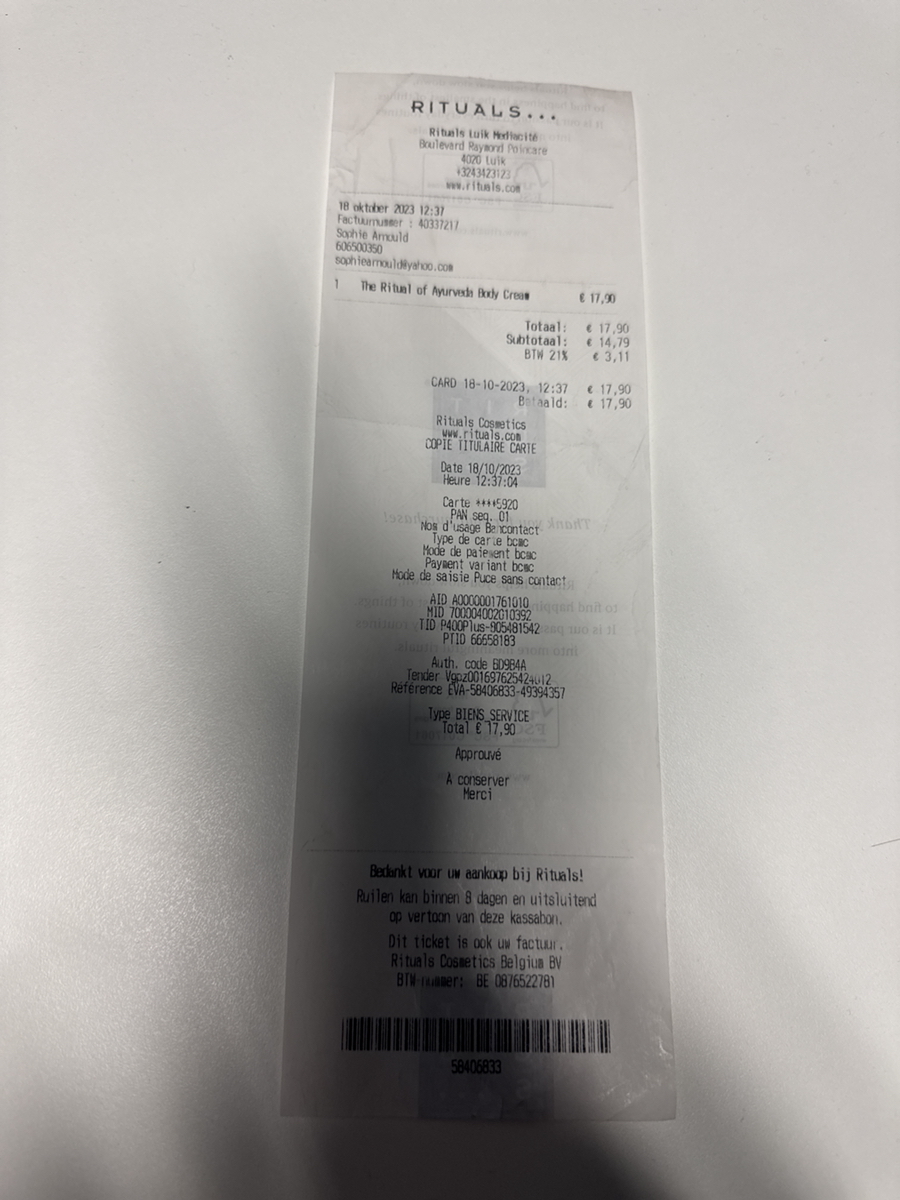 RITUALS...
Rituals Luik Mediacité
Boulevard Raymond Poincare
4020 Luik
+3243423123
www.rituals.com
18 oktober 2023 12:37
Factuurnummer : 40337217
Sophie Arnould
606500350
sophiearnould@yahoo.com
1 The Ritual of Ayurveda Body Cream € 17,90
Totaal: € 17,90
Subtotaal: € 14,79
BTW 21% € 3,11
CARD 18-10-2023, 12:37 € 17,90
Betaald: € 17,90
Rituals Cosmetics
www.rituals.com
COPIE TITULAIRE CARTE
Date 18/10/2023
Heure 12:37:04
Carte ****5920
PAN seq. 01
Nom d'usage Bancontact
Type de carte bcmc
Mode de paiement bcmc
Payment variant bcmc
Mode de saisie Puce sans contact
AID A0000001761010
MID 700004002010392
TID P400Plus-805481542
PTID 66658183
Auth. code BD9B4A
Tender
Référence EVA-58406833-49394357
Type BIENS_SERVICE
Total € 17,90
Approuvé
A conserver
Merci
Bedankt voor uw aankoop bij Rituals!
Ruilen kan binnen 8 dagen en uitsluitend
op vertoon van deze kassabon.
Dit ticket is ook uw factuur.
Rituals Cosmetics Belgium BV
BTW-nummer: BE 0876522781
58406833